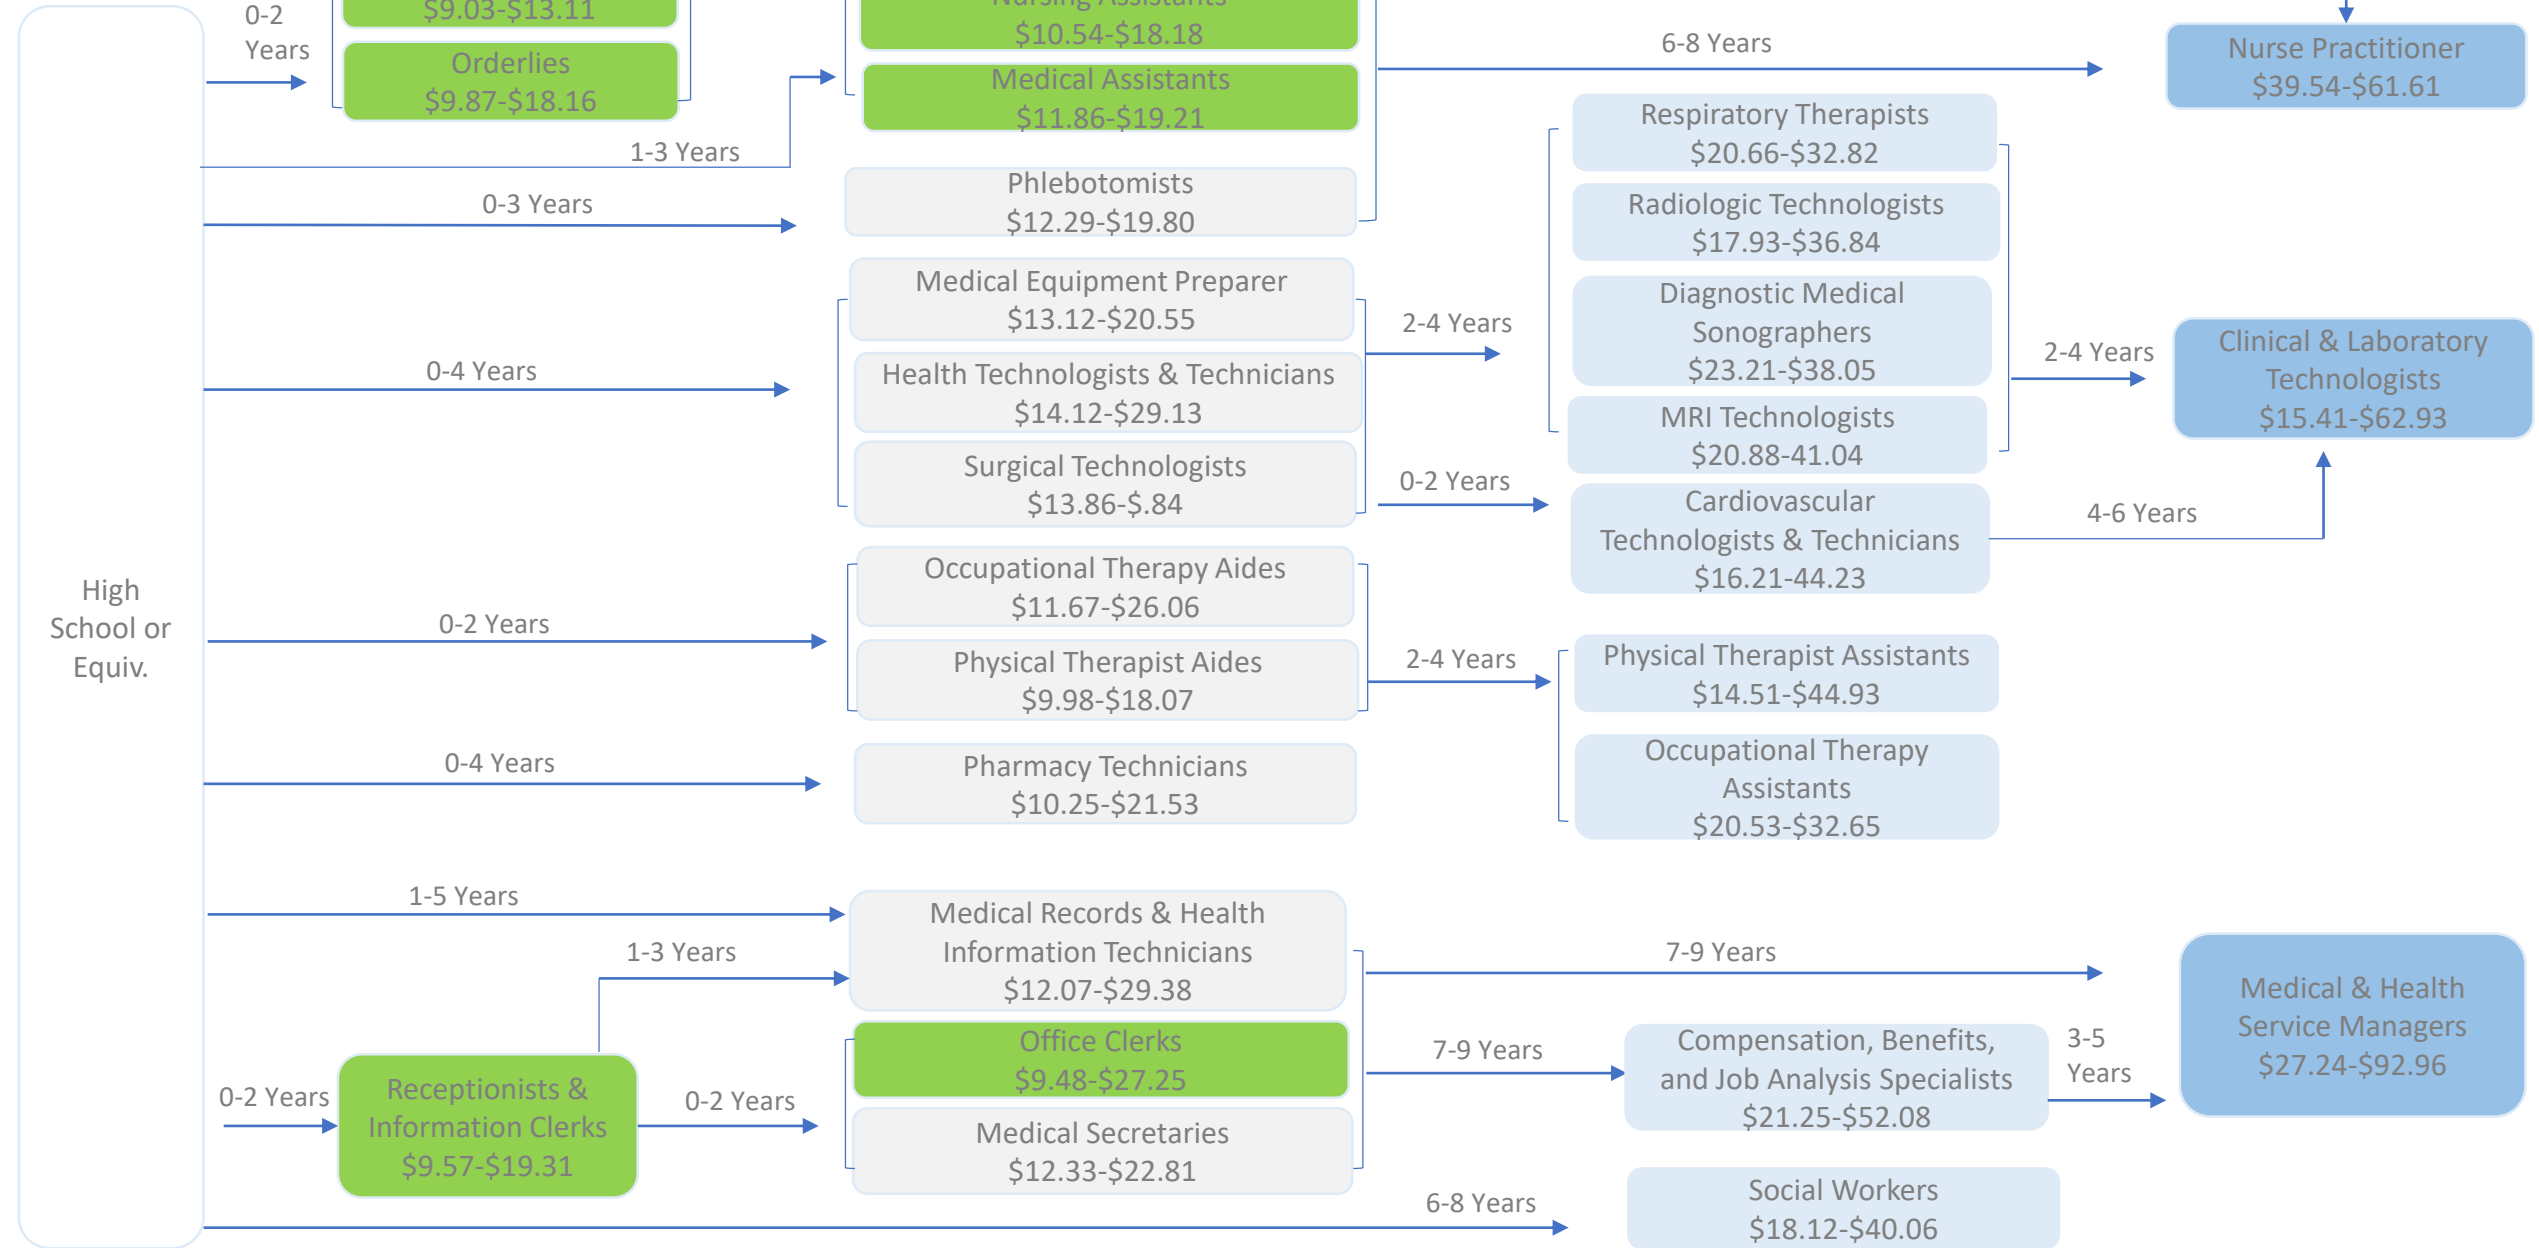 0-2
Years
$9.03-$13.11
Orderlies
$9.87-$18.16
Nursing Assistants
$10.54-$18.18
Medical Assistants
$11.86-$19.21
6-8 Years
Nurse Practitioner
$39.54-$61.61
1-3 Years
0-3 Years
Phlebotomists
$12.29-$19.80
Respiratory Therapists
$20.66-$32.82
Radiologic Technologists
$17.93-$36.84
Medical Equipment Preparer
$13.12-$20.55
2-4 Years
Diagnostic Medical
Sonographers
$23.21-$38.05
0-4 Years
Health Technologists & Technicians
$14.12-$29.13
2-4 Years
Clinical & Laboratory
Technologists
$15.41-$62.93
MRI Technologists
$20.88-41.04
Surgical Technologists
$13.86-$.84
0-2 Years
Cardiovascular
Technologists & Technicians
$16.21-44.23
4-6 Years
High
School or
Equiv.
0-2 Years
Occupational Therapy Aides
$11.67-$26.06
Physical Therapist Aides
$9.98-$18.07
2-4 Years
Physical Therapist Assistants
$14.51-$44.93
0-4 Years
Pharmacy Technicians
$10.25-$21.53
Occupational Therapy
Assistants
$20.53-$32.65
1-5 Years
Medical Records & Health
Information Technicians
$12.07-$29.38
1-3 Years
7-9 Years
Medical & Health
Service Managers
$27.24-$92.96
0-2 Years
Receptionists &
Information Clerks
$9.57-$19.31
0-2 Years
Office Clerks
$9.48-$27.25
7-9 Years
Compensation, Benefits,
and Job Analysis Specialists
$21.25-$52.08
3-5
Years
Medical Secretaries
$12.33-$22.81
6-8 Years
Social Workers
$18.12-$40.06